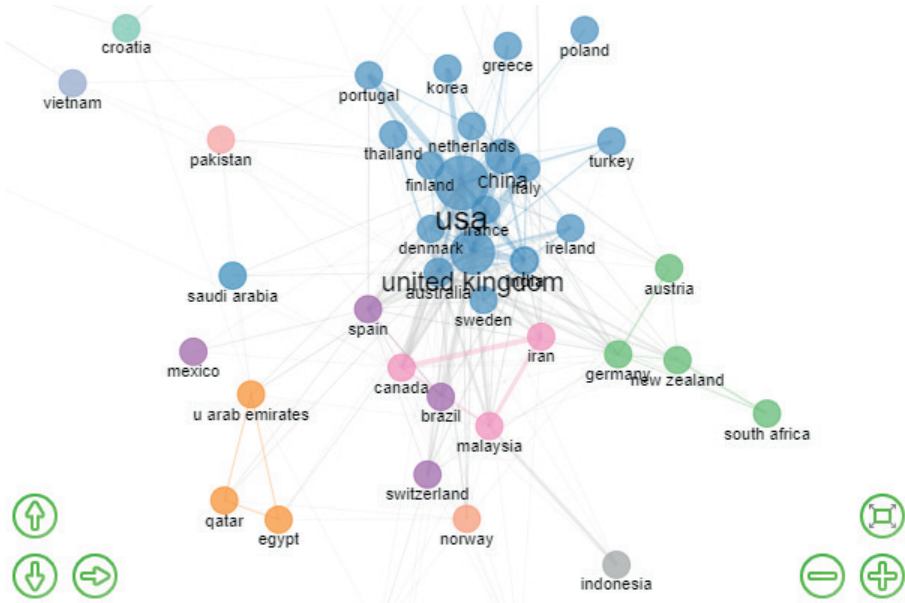 croatia
poland
greece
korea
portugal
vietnam
netherlands
thailand
pakistan
turkey
china
italy
finland
usa
france
denmark
ireland
india
united kingdom
austria
australia
saudi arabia
sweden
spain
iran
mexico
germany
new zealand
canada
u arab emirates
brazil
south africa
malaysia
switzerland
qatar
egypt
norway
indonesia